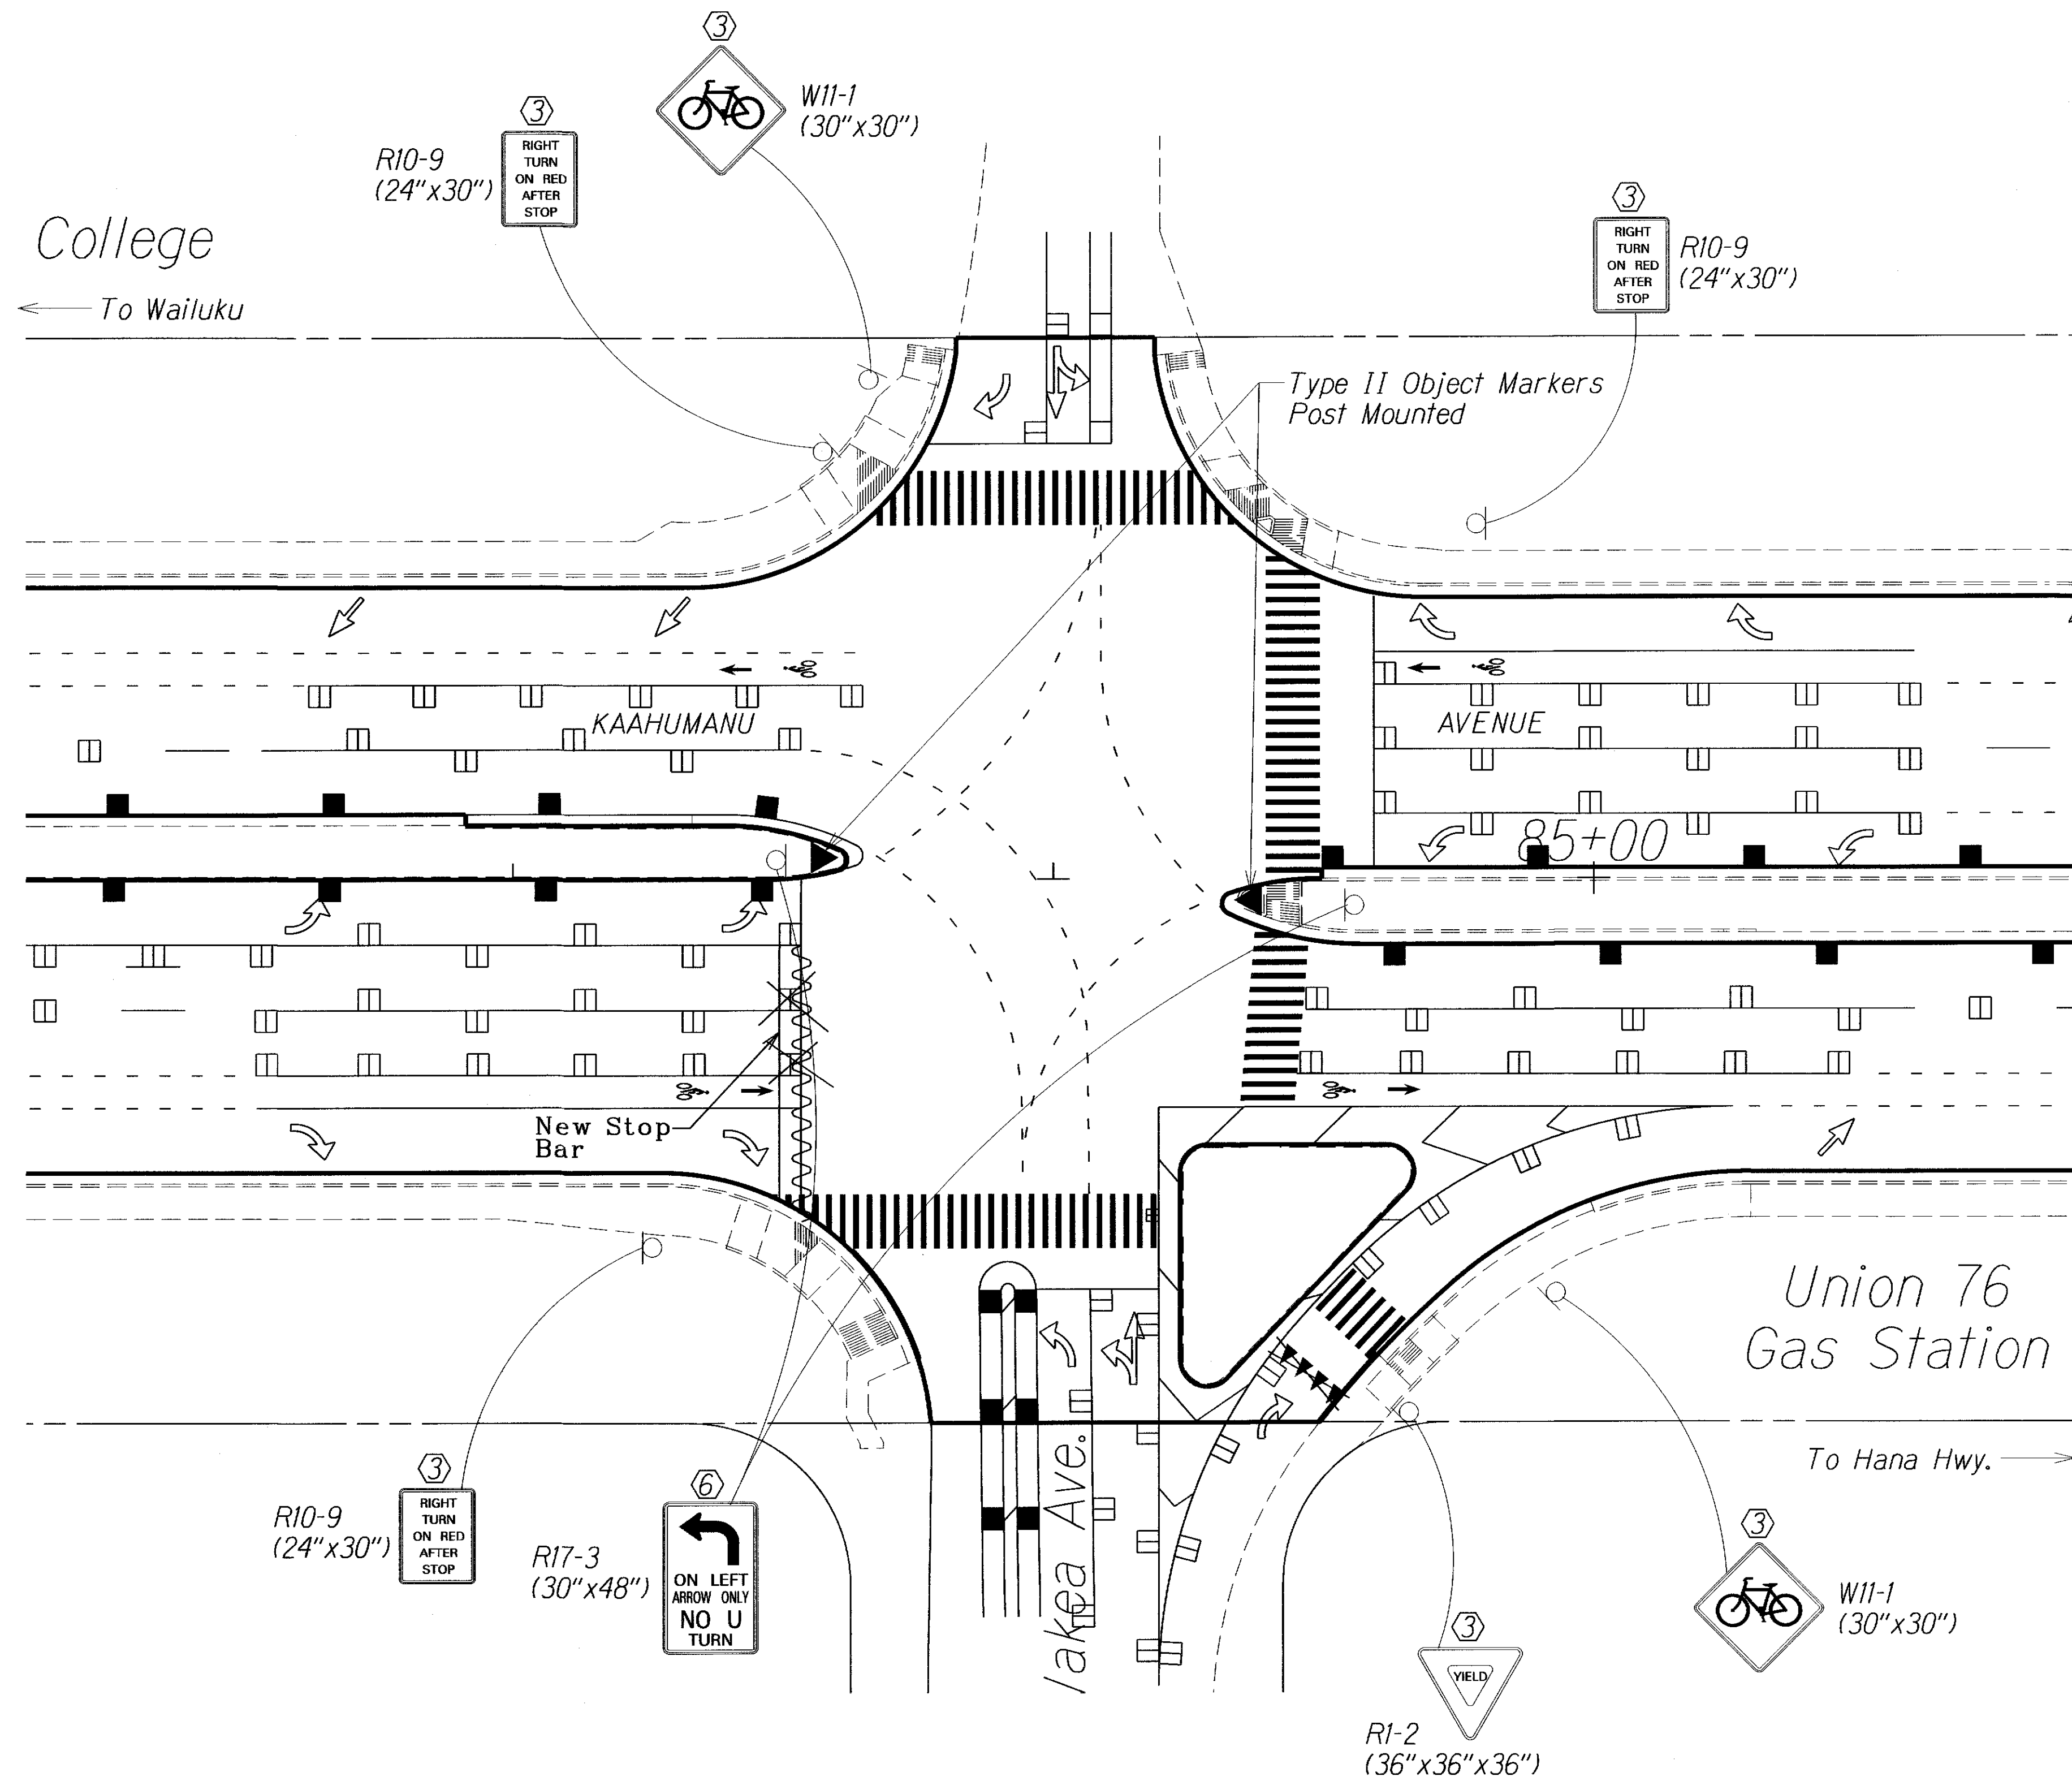 3
W11-1
(30"x30")
3
R10-9
(24"x30")
RIGHT
TURN
ON RED
AFTER
STOP
3
RIGHT
TURN
ON RED
AFTER
STOP
R10-9
(24"x30")
College
To Wailuku
Type II Object Markers
Post Mounted
KAAHUMANU
AVENUE
85+00
New Stop
Bar
Union 76
Gas Station
To Hana Hwy.
3
R10-9
(24"x30")
RIGHT
TURN
ON RED
AFTER
STOP
6
R17-3
(30"x48")
ON LEFT
ARROW ONLY
NO U
TURN
lakea Ave.
3
W11-1
(30"x30")
3
YIELD
R1-2
(36"x36"x36")